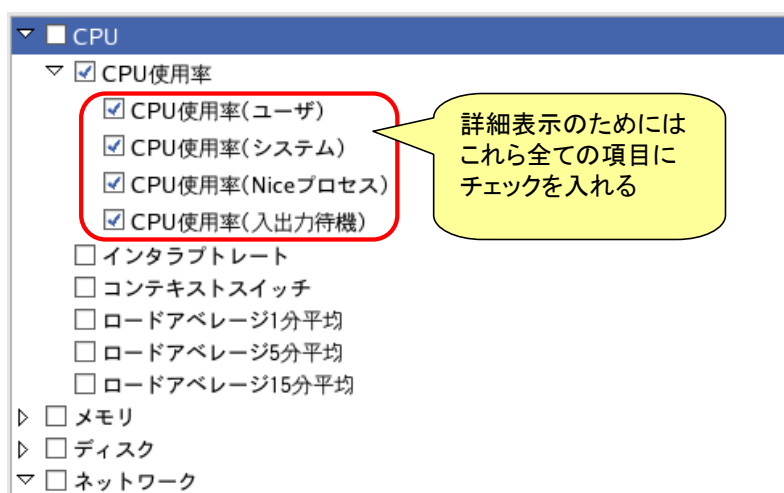 CPU
CPU使用率
CPU使用率(ユーザ)
CPU使用率(システム)
CPU使用率(Niceプロセス)
CPU使用率(入出力待機)
詳細表示のためには
これら全ての項目に
チェックを入れる
インタラプトレート
コンテキストスイッチ
ロードアベレージ1分平均
ロードアベレージ5分平均
ロードアベレージ15分平均
メモリ
ディスク
ネットワーク